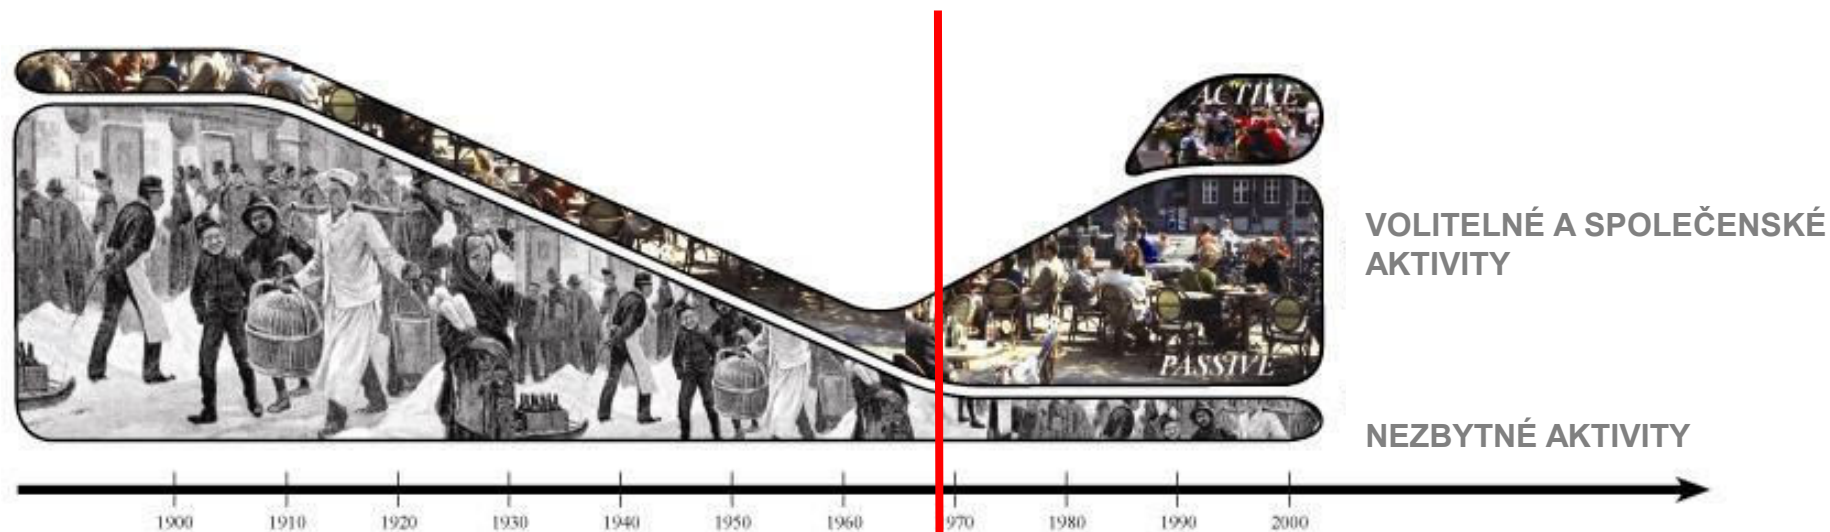 ACTIVE
VOLITELNÉ A SPOLEČENSKÉ
AKTIVITY
PASSIVE
NEZBYTNÉ AKTIVITY
1900 1910 1920 1930 1940 1950 1960 970 1980 1990 2000